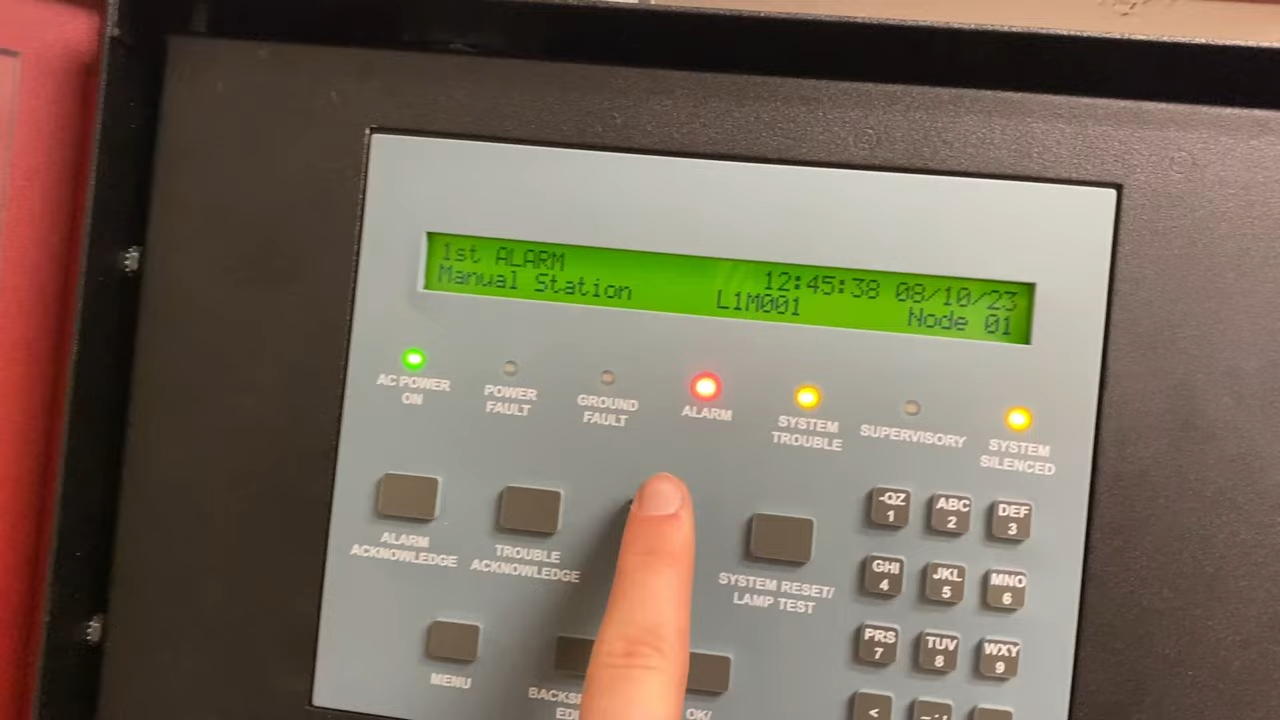 1st ALARM 12:45:38 08/10/23
Manual Station L1M001 Node 01
AC POWER
ON
POWER
FAULT
GROUND
FAULT
ALARM
SYSTEM
TROUBLE
SUPERVISORY
SYSTEM
SILENCED
ALARM
ACKNOWLEDGE
TROUBLE
ACKNOWLEDGE
SYSTEM RESET/
LAMP TEST
-QZ
1
ABC
2
DEF
3
GHI
4
JKL
5
MNO
6
PRS
7
TUV
8
WXY
9
MENU
OK/
<